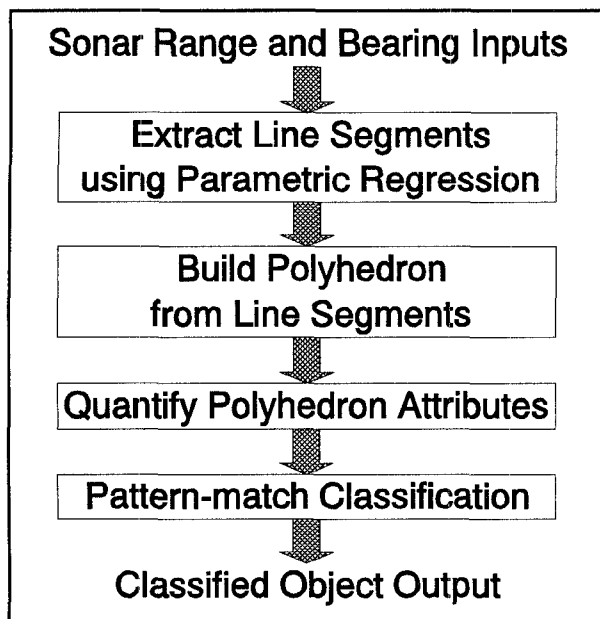 Sonar Range and Bearing Inputs
Extract Line Segments
using Parametric Regression
Build Polyhedron
from Line Segments
Quantify Polyhedron Attributes
Pattern-match Classification
Classified Object Output